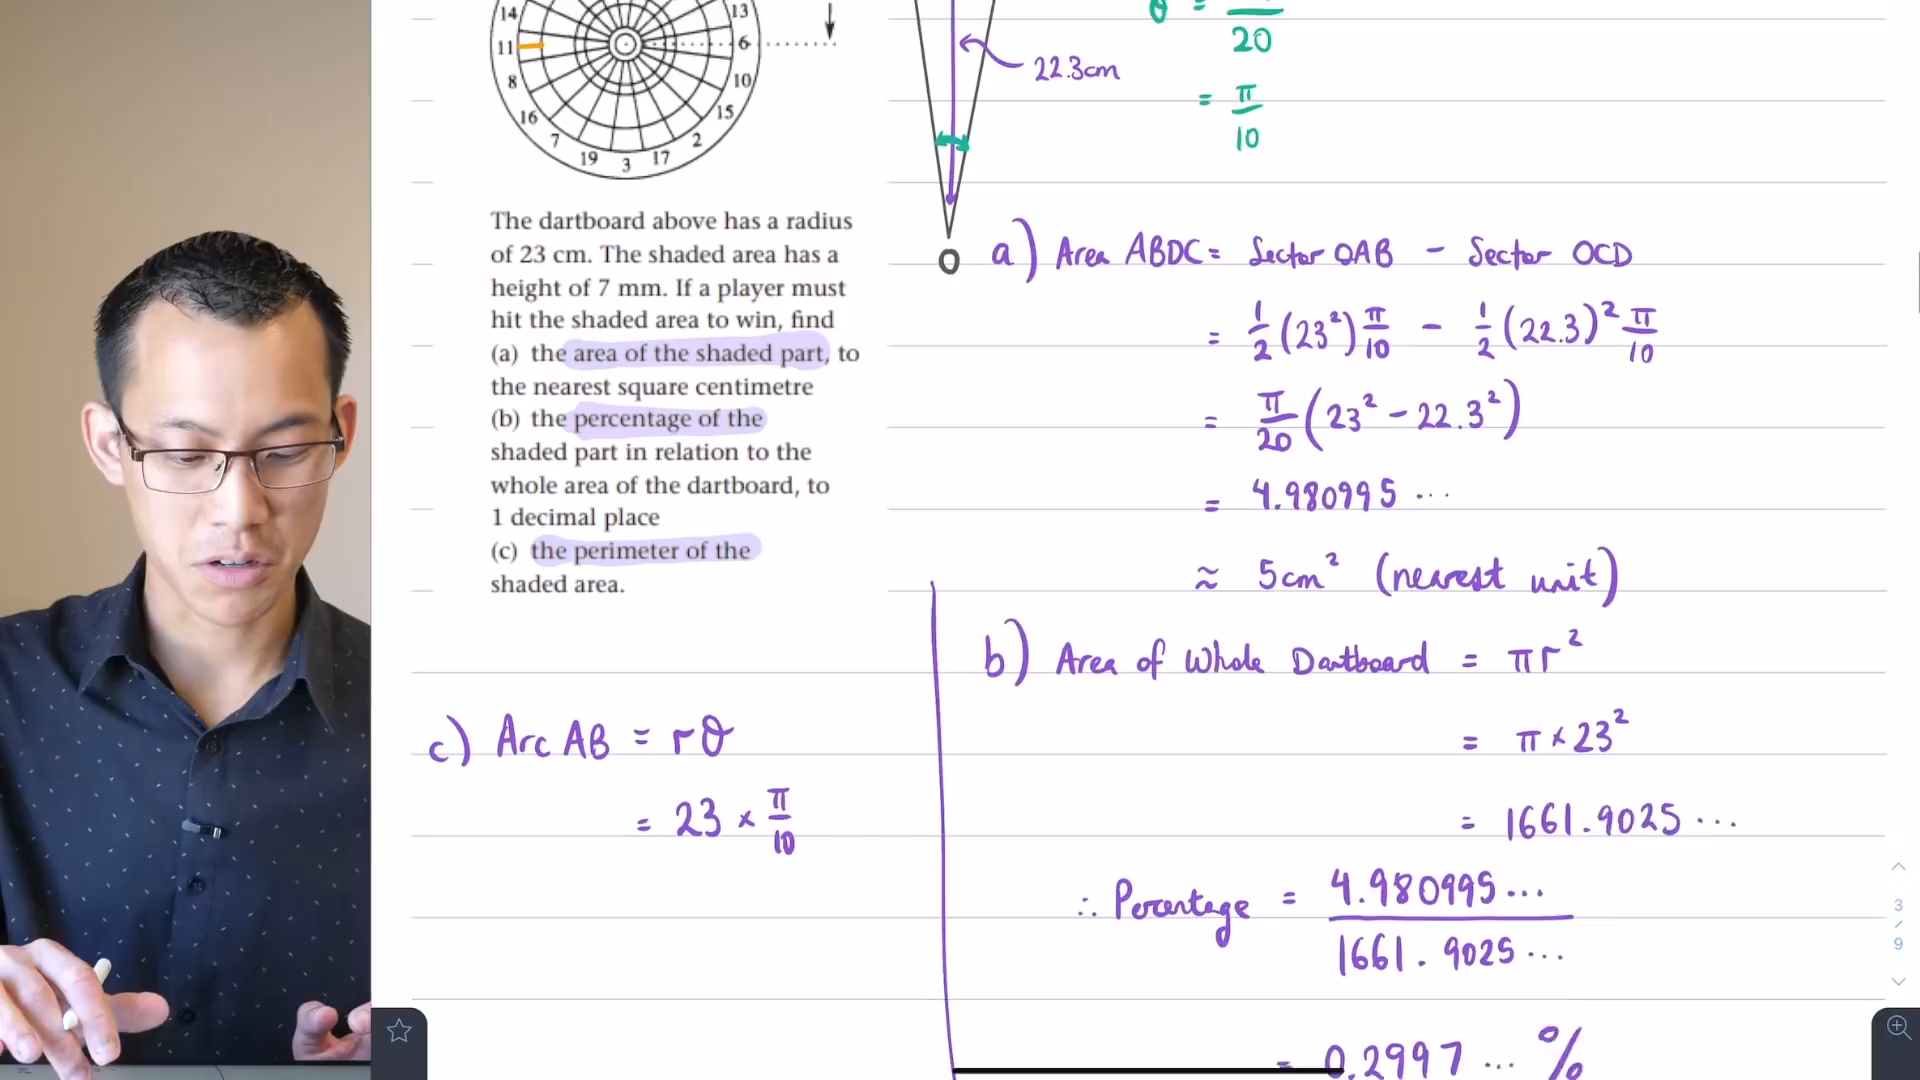 14
13
11
6
8
10
16
15
7
2
19
3
17
The dartboard above has a radius
of 23 cm. The shaded area has a
height of 7 mm. If a player must
hit the shaded area to win, find
(a) the area of the shaded part, to
the nearest square centimetre
(b) the percentage of the
shaded part in relation to the
whole area of the dartboard, to
1 decimal place
(c) the perimeter of the
shaded area.
c) Arc AB = rθ
= 23 × π/10
22.3cm
θ =
20
= π/10
O
a) Area ABDC = Sector OAB - Sector OCD
= 1/2 (23²) π/10 - 1/2 (22.3)² π/10
= π/20 (23² - 22.3²)
= 4.980995 ...
≈ 5cm² (nearest unit)
b) Area of Whole Dartboard = πr²
= π × 23²
= 1661.9025 ...
∴ Percentage = 4.980995... / 1661.9025...
= 0.2997 ... %
3
9